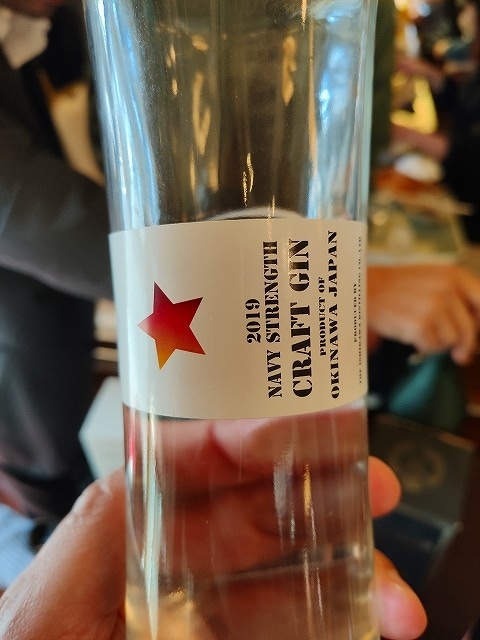 2019
NAVY STRENGTH
CRAFT GIN
PRODUCT OF
OKINAWA JAPAN
PRODUCED BY